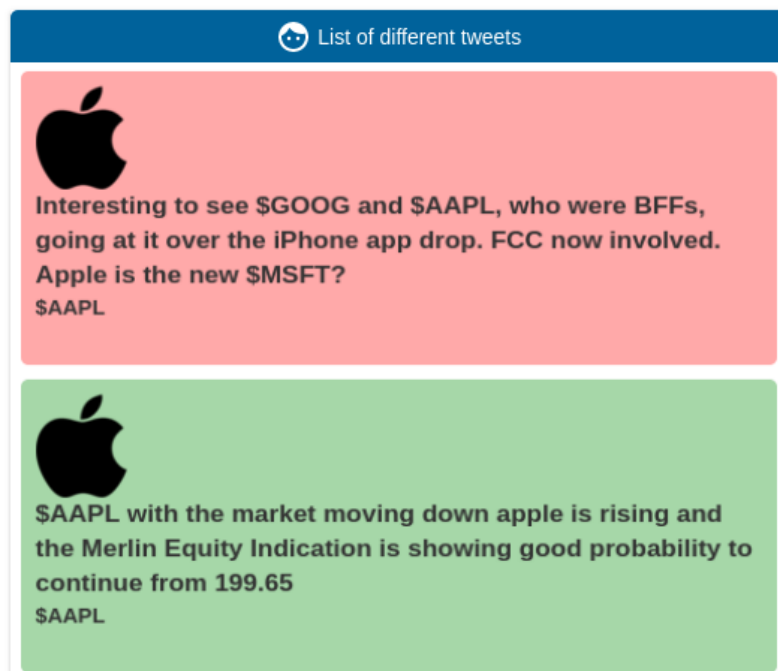 List of different tweets
Interesting to see $GOOG and $AAPL, who were BFFs,
going at it over the iPhone app drop. FCC now involved.
Apple is the new $MSFT?
$AAPL
$AAPL with the market moving down apple is rising and
the Merlin Equity Indication is showing good probability to
continue from 199.65
$AAPL